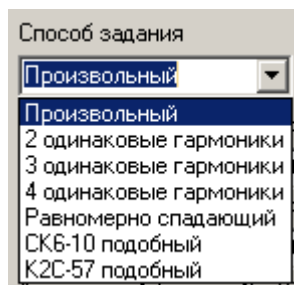 Способ задания
Произвольный
Произвольный
2 одинаковые гармоники
3 одинаковые гармоники
4 одинаковые гармоники
Равномерно спадающий
СК6-10 подобный
К2С-57 подобный